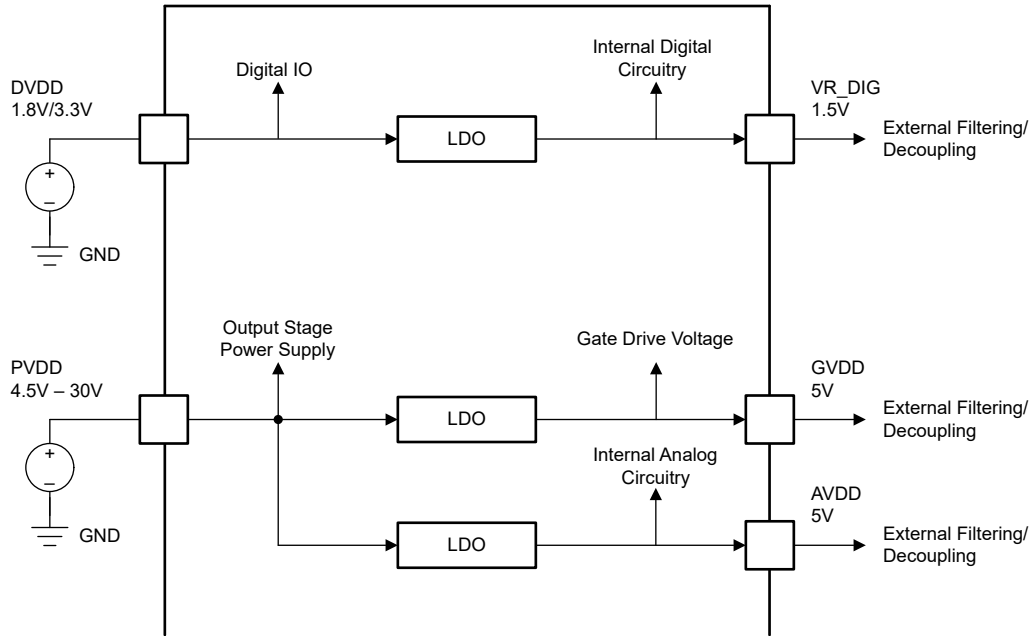 DVDD
1.8V/3.3V
Digital IO
Internal Digital
Circuitry
VR_DIG
1.5V
LDO
External Filtering/
Decoupling
+
–
GND
PVDD
4.5V – 30V
Output Stage
Power Supply
Gate Drive Voltage
GVDD
5V
LDO
External Filtering/
Decoupling
+
–
GND
Internal Analog
Circuitry
AVDD
5V
LDO
External Filtering/
Decoupling